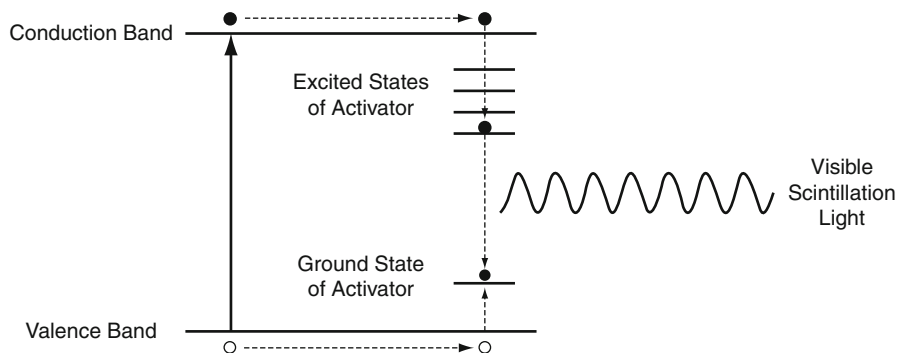 Conduction Band
Excited States
of Activator
Visible
Scintillation
Light
Ground State
of Activator
Valence Band